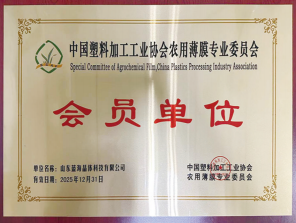 中国塑料加工工业协会农用薄膜专业委员会
Special Committee of Agrochemical Film,China Plastics Processing Industry Association
会员单位
单位名称：山东蓝海晶体科技有限公司
有效日期：2025年12月31日
中国塑料加工工业协会
农用薄膜专业委员会